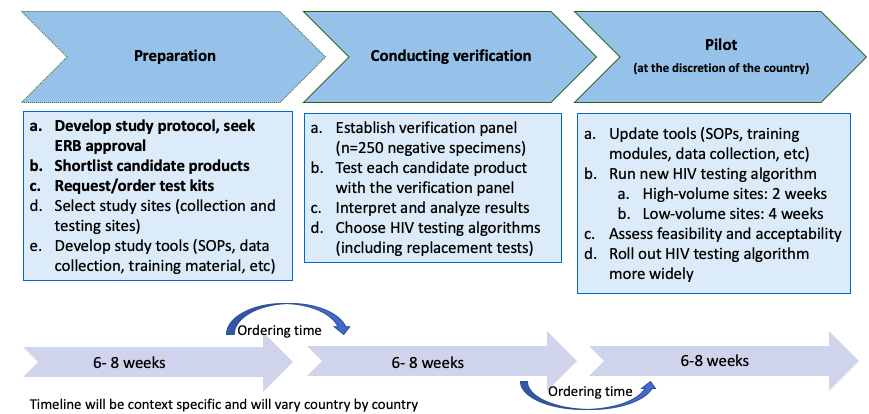 Preparation
Conducting verification
Pilot
(at the discretion of the country)
a. Develop study protocol, seek
ERB approval
b. Shortlist candidate products
c. Request/order test kits
d. Select study sites (collection and
testing sites)
e. Develop study tools (SOPs, data
collection, training material, etc)
a. Establish verification panel
(n=250 negative specimens)
b. Test each candidate product
with the verification panel
c. Interpret and analyze results
d. Choose HIV testing algorithms
(including replacement tests)
a. Update tools (SOPs, training
modules, data collection, etc)
b. Run new HIV testing algorithm
a. High-volume sites: 2 weeks
b. Low-volume sites: 4 weeks
c. Assess feasibility and acceptability
d. Roll out HIV testing algorithm
more widely
Ordering time
6- 8 weeks
6- 8 weeks
6-8 weeks
Ordering time
Timeline will be context specific and will vary country by country